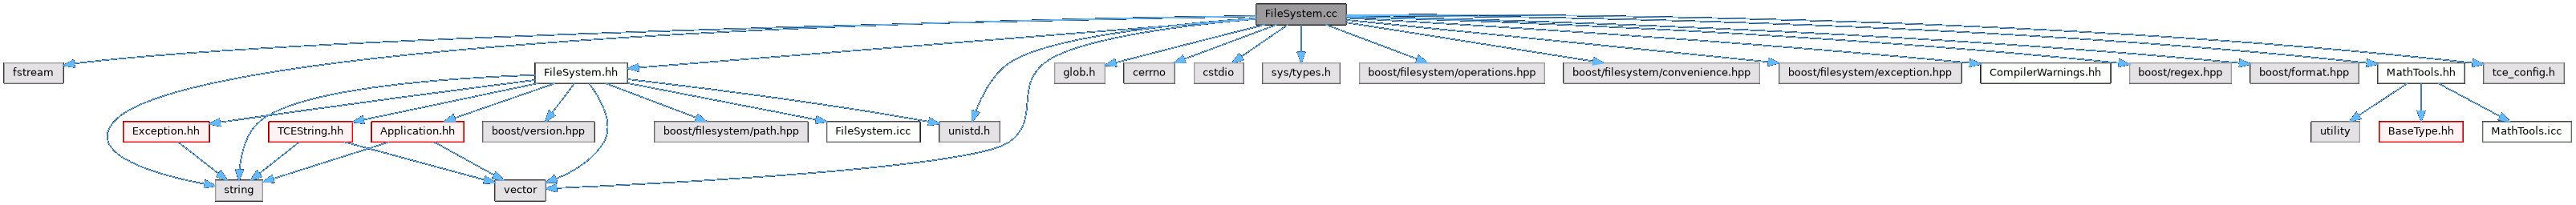 FileSystem.cc
fstream
FileSystem.hh
glob.h
cerrno
cstdio
sys/types.h
boost/filesystem/operations.hpp
boost/filesystem/convenience.hpp
boost/filesystem/exception.hpp
CompilerWarnings.hh
boost/regex.hpp
boost/format.hpp
MathTools.hh
tce_config.h
Exception.hh
TCEString.hh
Application.hh
boost/version.hpp
boost/filesystem/path.hpp
FileSystem.icc
unistd.h
utility
BaseType.hh
MathTools.icc
string
vector